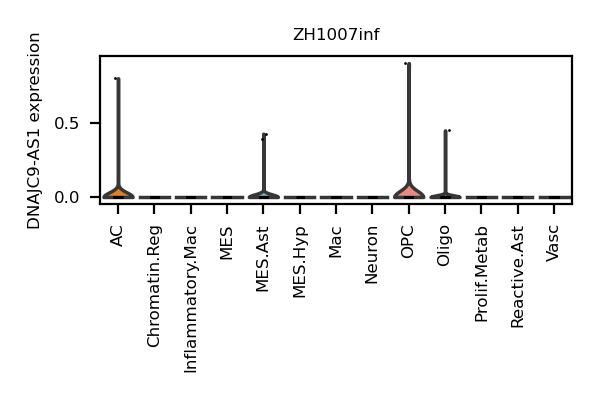 ZH1007inf
DNAJC9-AS1 expression
0.5
0.0
AC
Chromatin.Reg
Inflammatory.Mac
MES
MES.Ast
MES.Hyp
Mac
Neuron
OPC
Oligo
Prolif.Metab
Reactive.Ast
Vasc